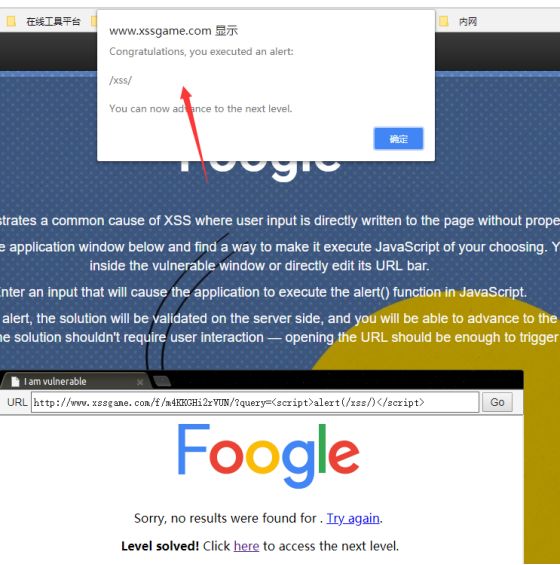 在线工具平台
内网
www.xssgame.com 显示
Congratulations, you executed an alert:
/xss/
You can now advance to the next level.
确定
Foogle
strates a common cause of XSS where user input is directly written to the page without prope
e application window below and find a way to make it execute JavaScript of your choosing. Y
inside the vulnerable window or directly edit its URL bar.
Enter an input that will cause the application to execute the alert() function in JavaScript.
alert, the solution will be validated on the server side, and you will be able to advance to the
he solution shouldn't require user interaction — opening the URL should be enough to trigger
I am vulnerable
URL http://www.xssgame.com/f/m4KKGHi2rVUN/?query=<script>alert(/xss/)</script> Go
Foogle
Sorry, no results were found for . Try again.
Level solved! Click here to access the next level.